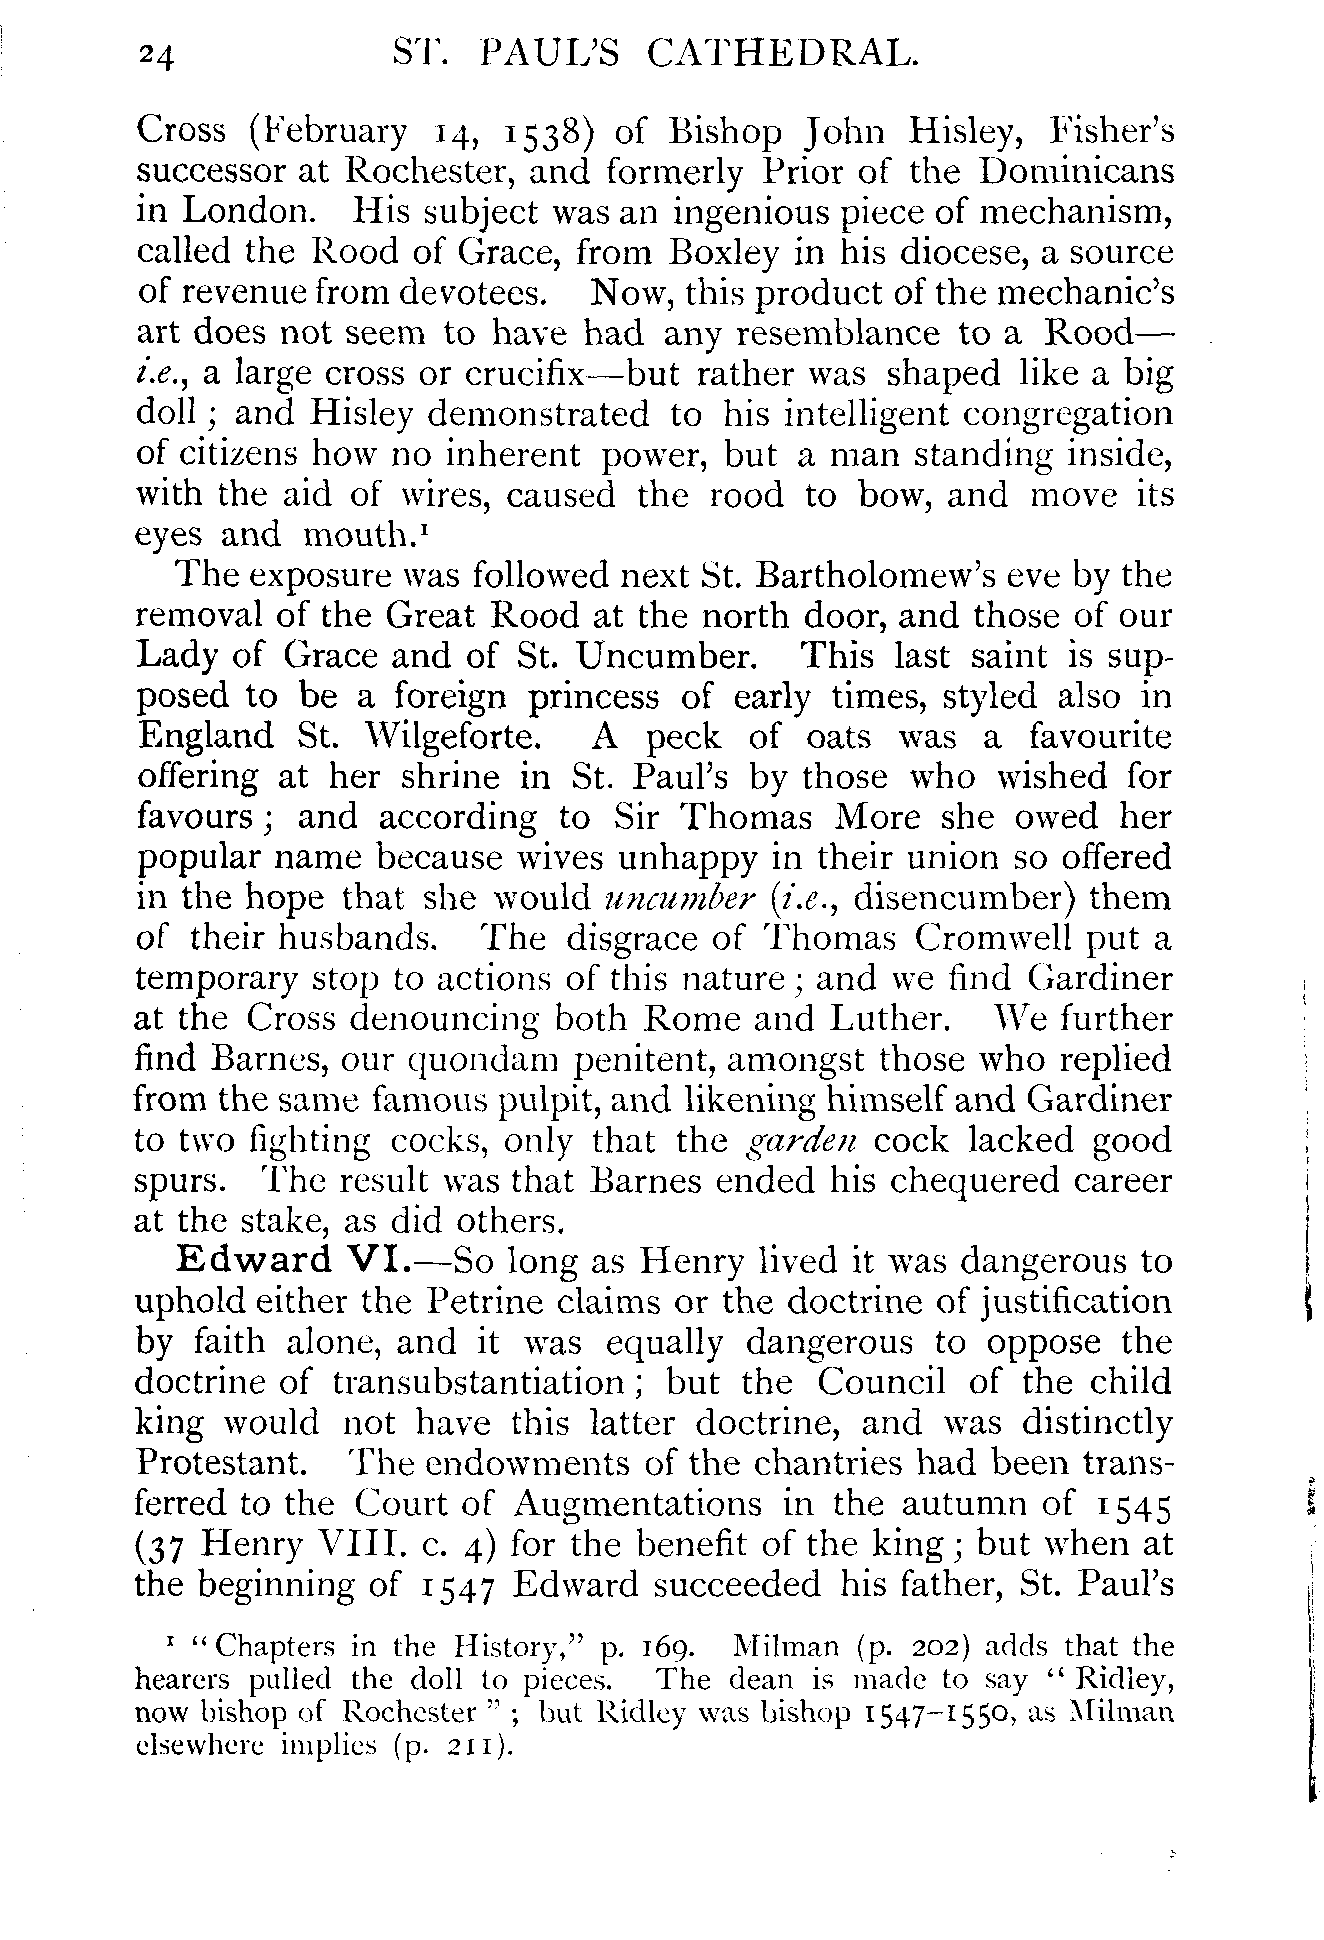 24 ST. PAUL'S CATHEDRAL.
Cross (February 14, 1538) of Bishop John Hisley, Fisher's
successor at Rochester, and formerly Prior of the Dominicans
in London. His subject was an ingenious piece of mechanism,
called the Rood of Grace, from Boxley in his diocese, a source
of revenue from devotees. Now, this product of the mechanic's
art does not seem to have had any resemblance to a Rood—
i.e., a large cross or crucifix—but rather was shaped like a big
doll ; and Hisley demonstrated to his intelligent congregation
of citizens how no inherent power, but a man standing inside,
with the aid of wires, caused the rood to bow, and move its
eyes and mouth.¹
The exposure was followed next St. Bartholomew's eve by the
removal of the Great Rood at the north door, and those of our
Lady of Grace and of St. Uncumber. This last saint is sup-
posed to be a foreign princess of early times, styled also in
England St. Wilgeforte. A peck of oats was a favourite
offering at her shrine in St. Paul's by those who wished for
favours ; and according to Sir Thomas More she owed her
popular name because wives unhappy in their union so offered
in the hope that she would uncumber (i.e., disencumber) them
of their husbands. The disgrace of Thomas Cromwell put a
temporary stop to actions of this nature ; and we find Gardiner
at the Cross denouncing both Rome and Luther. We further
find Barnes, our quondam penitent, amongst those who replied
from the same famous pulpit, and likening himself and Gardiner
to two fighting cocks, only that the garden cock lacked good
spurs. The result was that Barnes ended his chequered career
at the stake, as did others.
Edward VI.—So long as Henry lived it was dangerous to
uphold either the Petrine claims or the doctrine of justification
by faith alone, and it was equally dangerous to oppose the
doctrine of transubstantiation ; but the Council of the child
king would not have this latter doctrine, and was distinctly
Protestant. The endowments of the chantries had been trans-
ferred to the Court of Augmentations in the autumn of 1545
(37 Henry VIII. c. 4) for the benefit of the king ; but when at
the beginning of 1547 Edward succeeded his father, St. Paul's
¹ "Chapters in the History," p. 169. Milman (p. 202) adds that the
hearers pulled the doll to pieces. The dean is made to say "Ridley,
now bishop of Rochester" ; but Ridley was bishop 1547–1550, as Milman
elsewhere implies (p. 211).